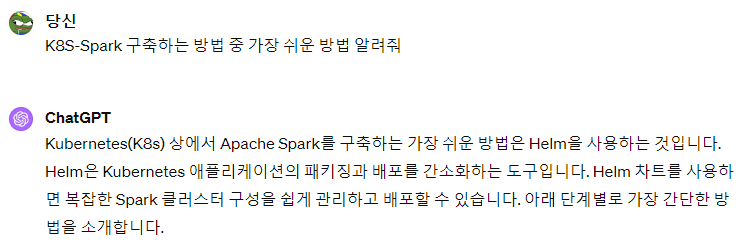 당신
K8S-Spark 구축하는 방법 중 가장 쉬운 방법 알려줘
ChatGPT
Kubernetes(K8s) 상에서 Apache Spark를 구축하는 가장 쉬운 방법은 Helm을 사용하는 것입니다.
Helm은 Kubernetes 애플리케이션의 패키징과 배포를 간소화하는 도구입니다. Helm 차트를 사용하
면 복잡한 Spark 클러스터 구성을 쉽게 관리하고 배포할 수 있습니다. 아래 단계별로 가장 간단한 방
법을 소개합니다.